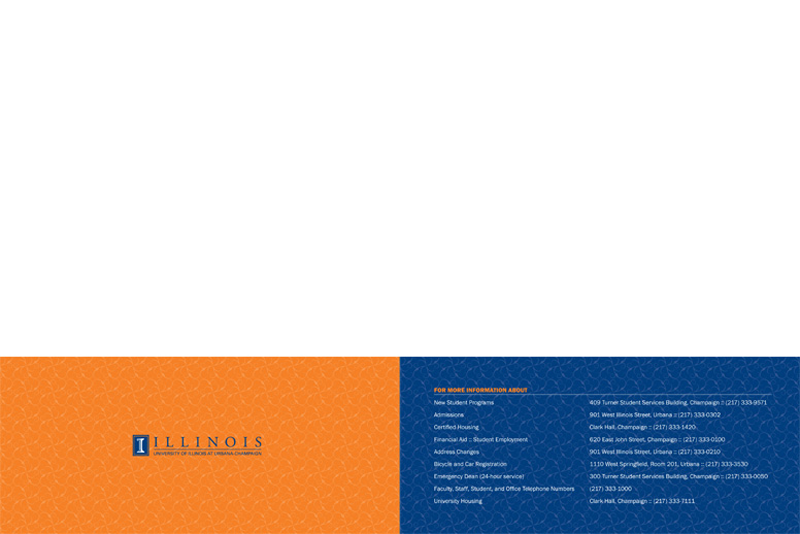 ILLINOIS
UNIVERSITY OF ILLINOIS AT URBANA-CHAMPAIGN
FOR MORE INFORMATION ABOUT
New Student Programs 409 Turner Student Services Building, Champaign :: (217) 333-9571
Admissions 901 West Illinois Street, Urbana :: (217) 333-0302
Certified Housing Clark Hall, Champaign :: (217) 333-1420
Financial Aid :: Student Employment 620 East John Street, Champaign :: (217) 333-0100
Address Changes 901 West Illinois Street, Urbana :: (217) 333-0210
Bicycle and Car Registration 1110 West Springfield, Room 201, Urbana :: (217) 333-3530
Emergency Dean (24-hour service) 300 Turner Student Services Building, Champaign :: (217) 333-0050
Faculty, Staff, Student, and Office Telephone Numbers (217) 333-1000
University Housing Clark Hall, Champaign :: (217) 333-7111